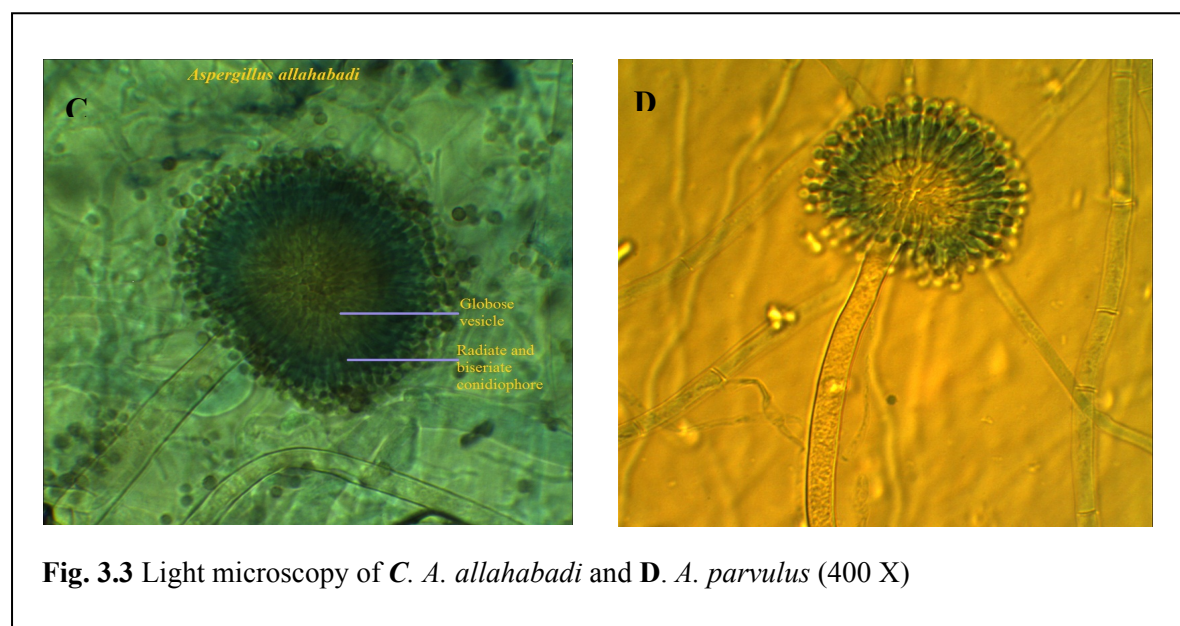 Aspergillus allahabadi
C
D
Globose
vesicle
Radiate and
biseriate
conidiophore
Fig. 3.3 Light microscopy of C. A. allahabadi and D. A. parvulus (400 X)